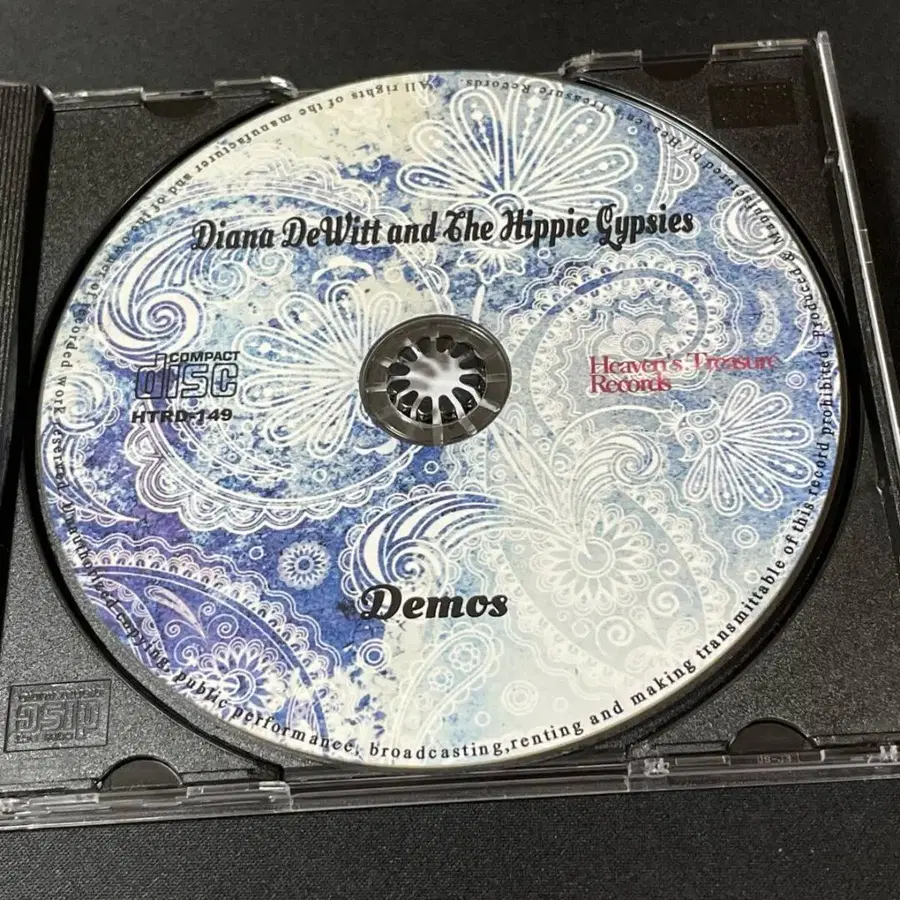 Diana DeWitt and The Hippie Gypsies
COMPACT
disc
HTRD-149
Heaven's Treasure
Records
Demos
Produced & Manufactured by Heaven's Treasure Records. All rights of the manufacturer and of the owner of recorded work reserved. Unauthorized copying, public performance, broadcasting,renting and making transmittable of this record prohibited.
disc